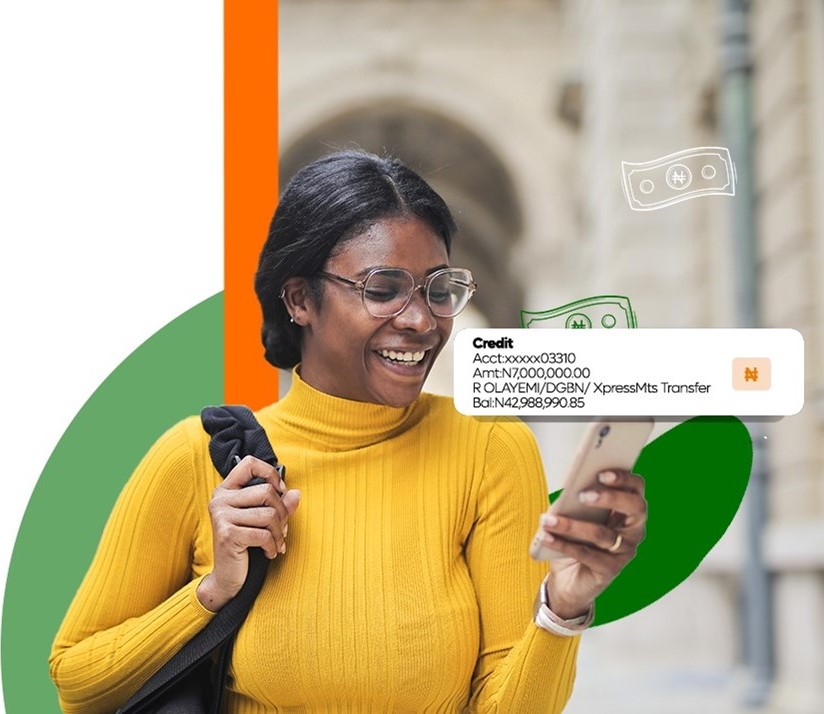 Credit
Acct:xxxxx03310
Amt:N7,000,000.00
R OLAYEMI/DGBN/ XpressMts Transfer
Bal:N42,988,990.85